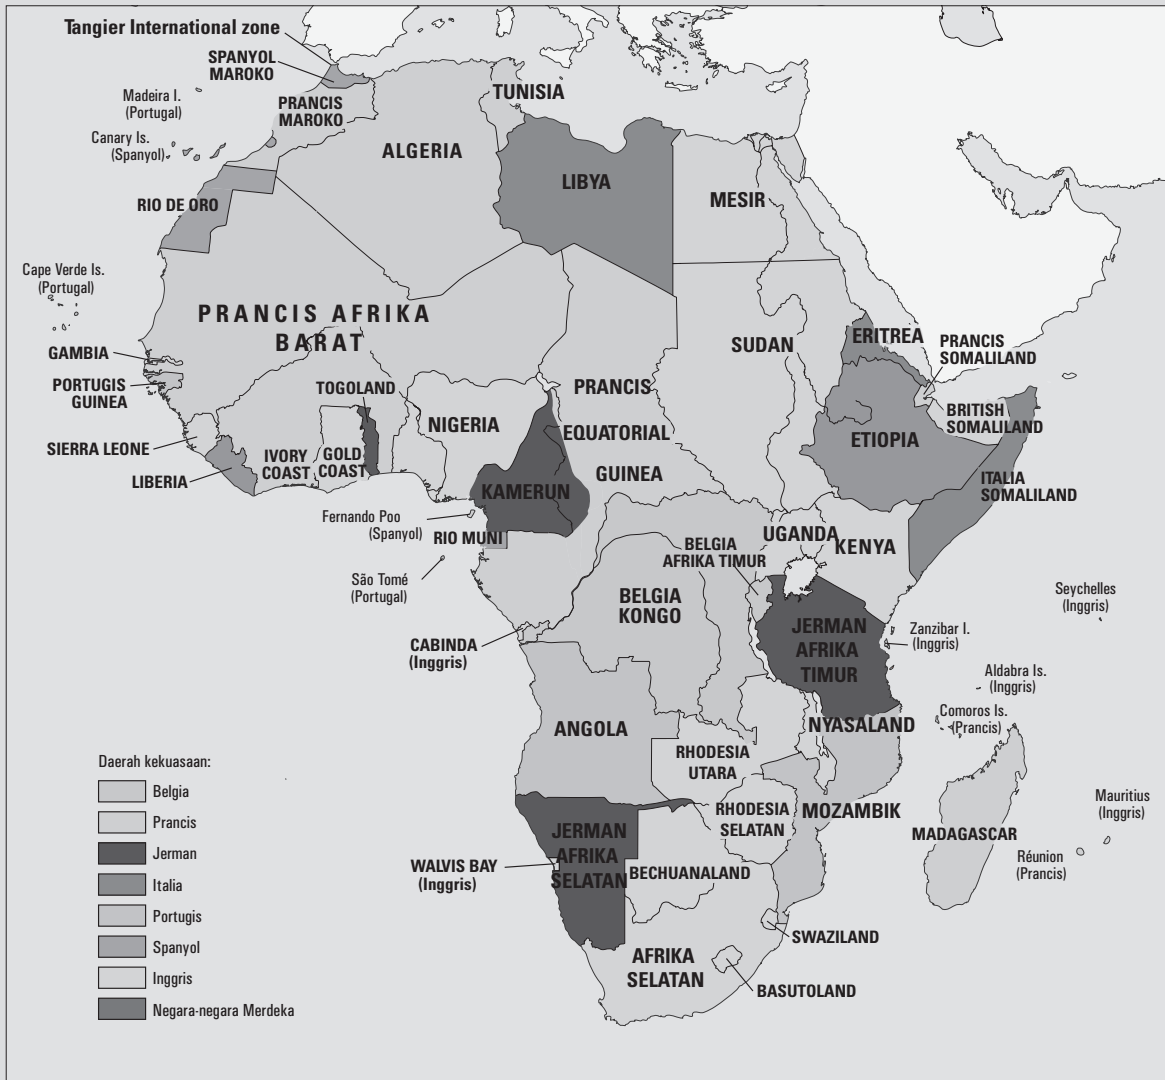 Tangier International zone
SPANYOL
MAROKO
Madeira I.
(Portugal)
PRANCIS
MAROKO
TUNISIA
Canary Is.
(Spanyol)
ALGERIA
LIBYA
MESIR
RIO DE ORO
Cape Verde Is.
(Portugal)
PRANCIS AFRIKA
BARAT
GAMBIA
PORTUGIS
GUINEA
TOGOLAND
SUDAN
ERITREA
PRANCIS
SOMALILAND
PRANCIS
EQUATORIAL
GUINEA
BRITISH
SOMALILAND
NIGERIA
ETIOPIA
SIERRA LEONE
LIBERIA
IVORY
COAST
GOLD
COAST
KAMERUN
ITALIA
SOMALILAND
Fernando Poo
(Spanyol)
RIO MUNI
BELGIA
AFRIKA TIMUR
UGANDA
KENYA
São Tomé
(Portugal)
BELGIA
KONGO
Seychelles
(Inggris)
CABINDA
(Inggris)
JERMAN
AFRIKA
TIMUR
Zanzibar I.
(Inggris)
Aldabra Is.
(Inggris)
Comoros Is.
(Prancis)
ANGOLA
NYASALAND
RHODESIA
UTARA
RHODESIA
SELATAN
MOZAMBIK
MADAGASCAR
Mauritius
(Inggris)
Réunion
(Prancis)
JERMAN
AFRIKA
SELATAN
WALVIS BAY
(Inggris)
BECHUANALAND
SWAZILAND
AFRIKA
SELATAN
BASUTOLAND
Daerah kekuasaan:
Belgia
Prancis
Jerman
Italia
Portugis
Spanyol
Inggris
Negara-negara Merdeka